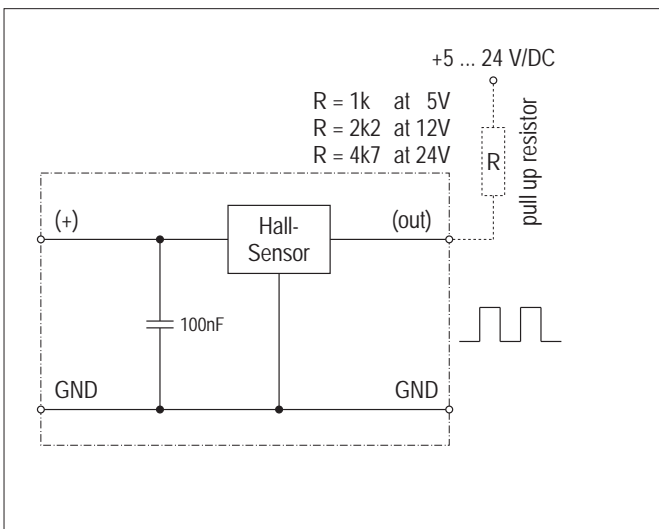 +5 ... 24 V/DC
R = 1k at 5V
R = 2k2 at 12V
R = 4k7 at 24V
R
pull up resistor
(+)
Hall-
Sensor
(out)
100nF
GND
GND